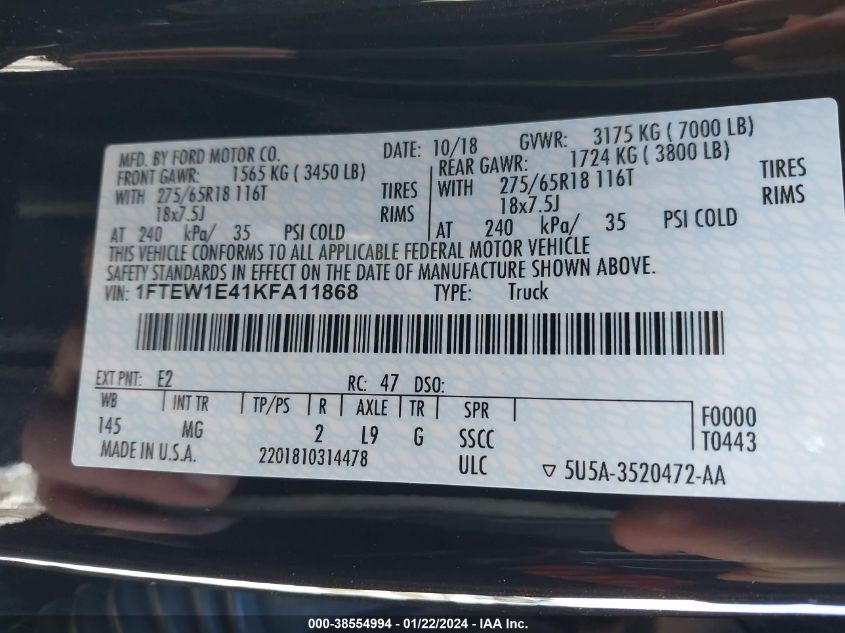 MFD. BY FORD MOTOR CO. DATE: 10/18 GVWR: 3175 KG ( 7000 LB)
FRONT GAWR: 1565 KG ( 3450 LB) REAR GAWR: 1724 KG ( 3800 LB)
WITH 275/65R18 116T TIRES WITH 275/65R18 116T TIRES
18x7.5J RIMS 18x7.5J RIMS
AT 240 kPa/ 35 PSI COLD AT 240 kPa/ 35 PSI COLD
THIS VEHICLE CONFORMS TO ALL APPLICABLE FEDERAL MOTOR VEHICLE
SAFETY STANDARDS IN EFFECT ON THE DATE OF MANUFACTURE SHOWN ABOVE.
VIN: 1FTEW1E41KFA11868 TYPE: Truck
EXT PNT: E2 RC: 47 DSO:
WB INT TR TP/PS R AXLE TR SPR F0000
145 MG 2 L9 G SSCC T0443
MADE IN U.S.A. 2201810314478 ULC ▽ 5U5A-3520472-AA
000-38554994 - 01/22/2024 - IAA Inc.